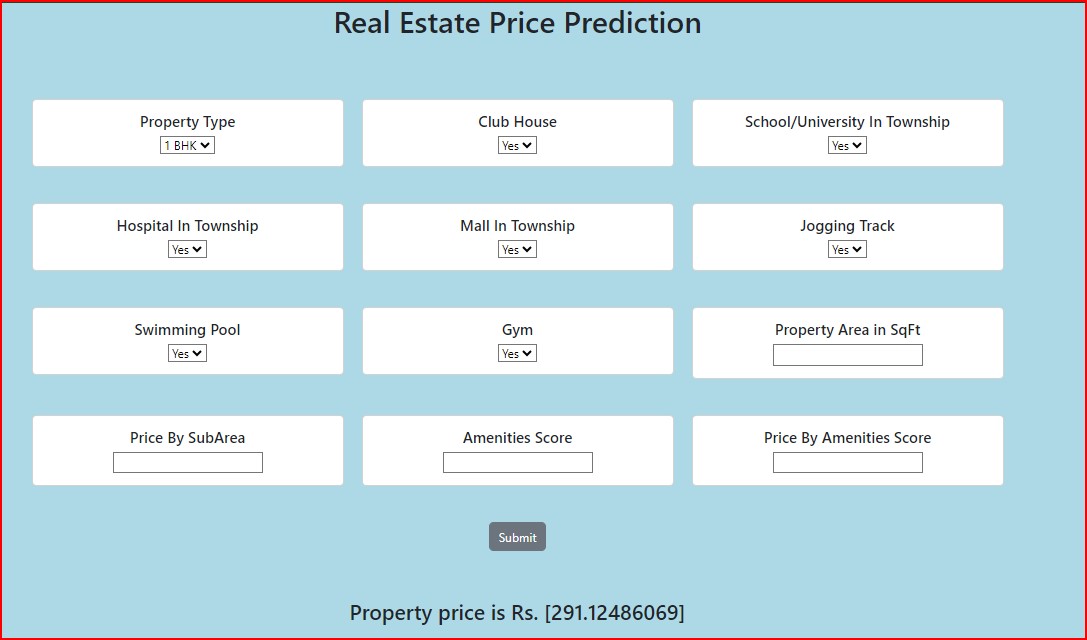 Real Estate Price Prediction
Property Type
1 BHK
Club House
Yes
School/University In Township
Yes
Hospital In Township
Yes
Mall In Township
Yes
Jogging Track
Yes
Swimming Pool
Yes
Gym
Yes
Property Area in SqFt
Price By SubArea
Amenities Score
Price By Amenities Score
Submit
Property price is Rs. [291.12486069]